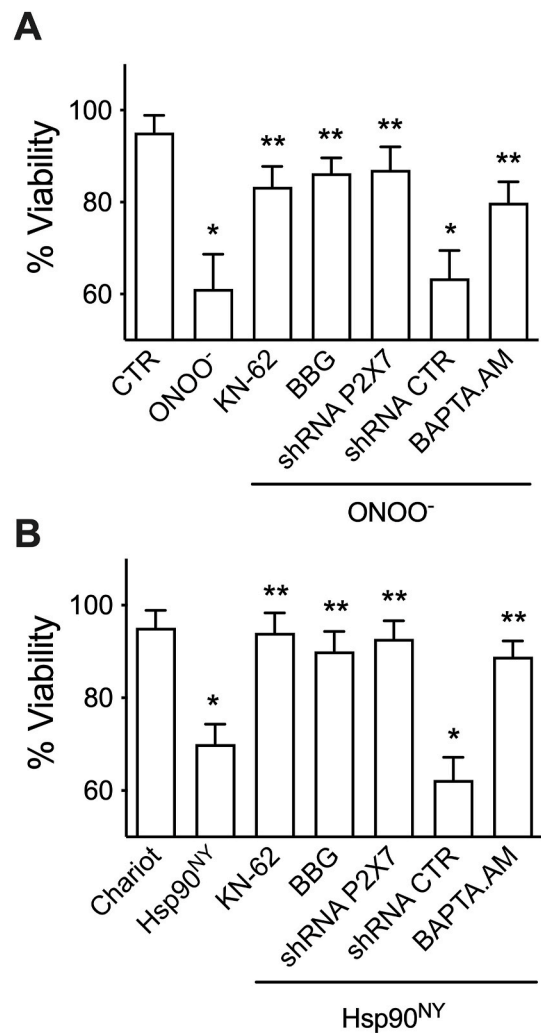 A
% Viability
100
80
60
*
**
**
**
*
**
CTR
ONOO⁻
KN-62
BBG
shRNA P2X7
shRNA CTR
BAPTA.AM
ONOO⁻
B
% Viability
100
80
60
*
**
**
**
*
**
Chariot
Hsp90ᴺʸ
KN-62
BBG
shRNA P2X7
shRNA CTR
BAPTA.AM
Hsp90ᴺʸ